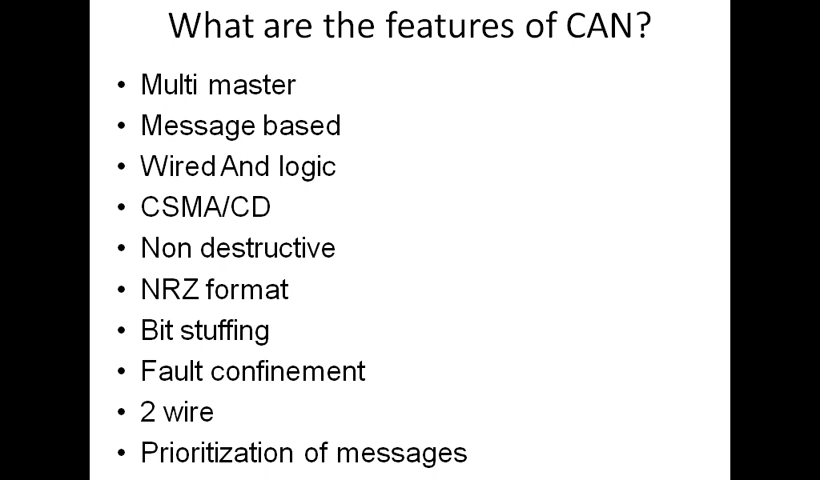 What are the features of CAN?
• Multi master
• Message based
• Wired And logic
• CSMA/CD
• Non destructive
• NRZ format
• Bit stuffing
• Fault confinement
• 2 wire
• Prioritization of messages